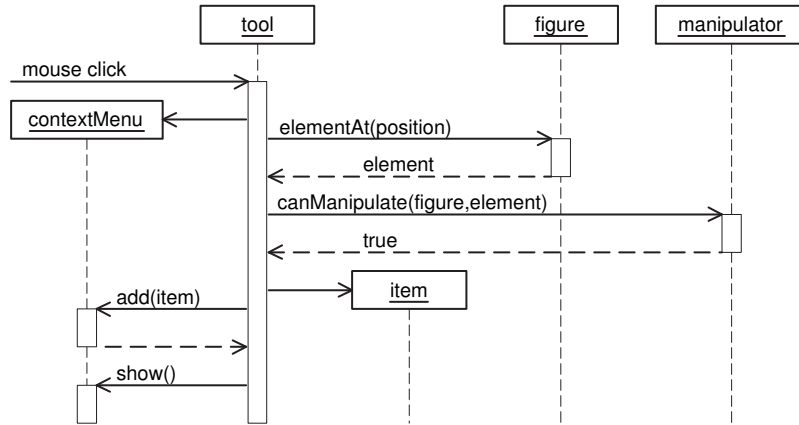 tool
figure
manipulator
mouse click
contextMenu
elementAt(position)
element
canManipulate(figure,element)
true
item
add(item)
show()